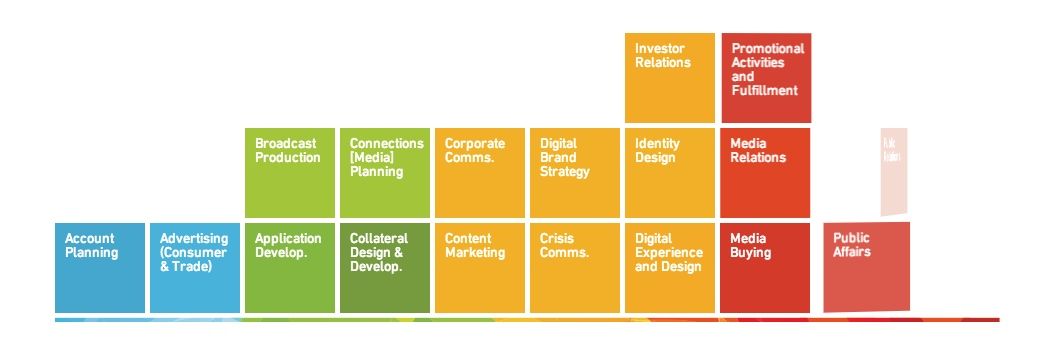 Investor
Relations
Promotional
Activities
and
Fulfillment
Broadcast
Production
Connections
[Media]
Planning
Corporate
Comms.
Digital
Brand
Strategy
Identity
Design
Media
Relations
Account
Planning
Advertising
(Consumer
& Trade)
Application
Develop.
Collateral
Design &
Develop.
Content
Marketing
Crisis
Comms.
Digital
Experience
and Design
Media
Buying
Public
Affairs